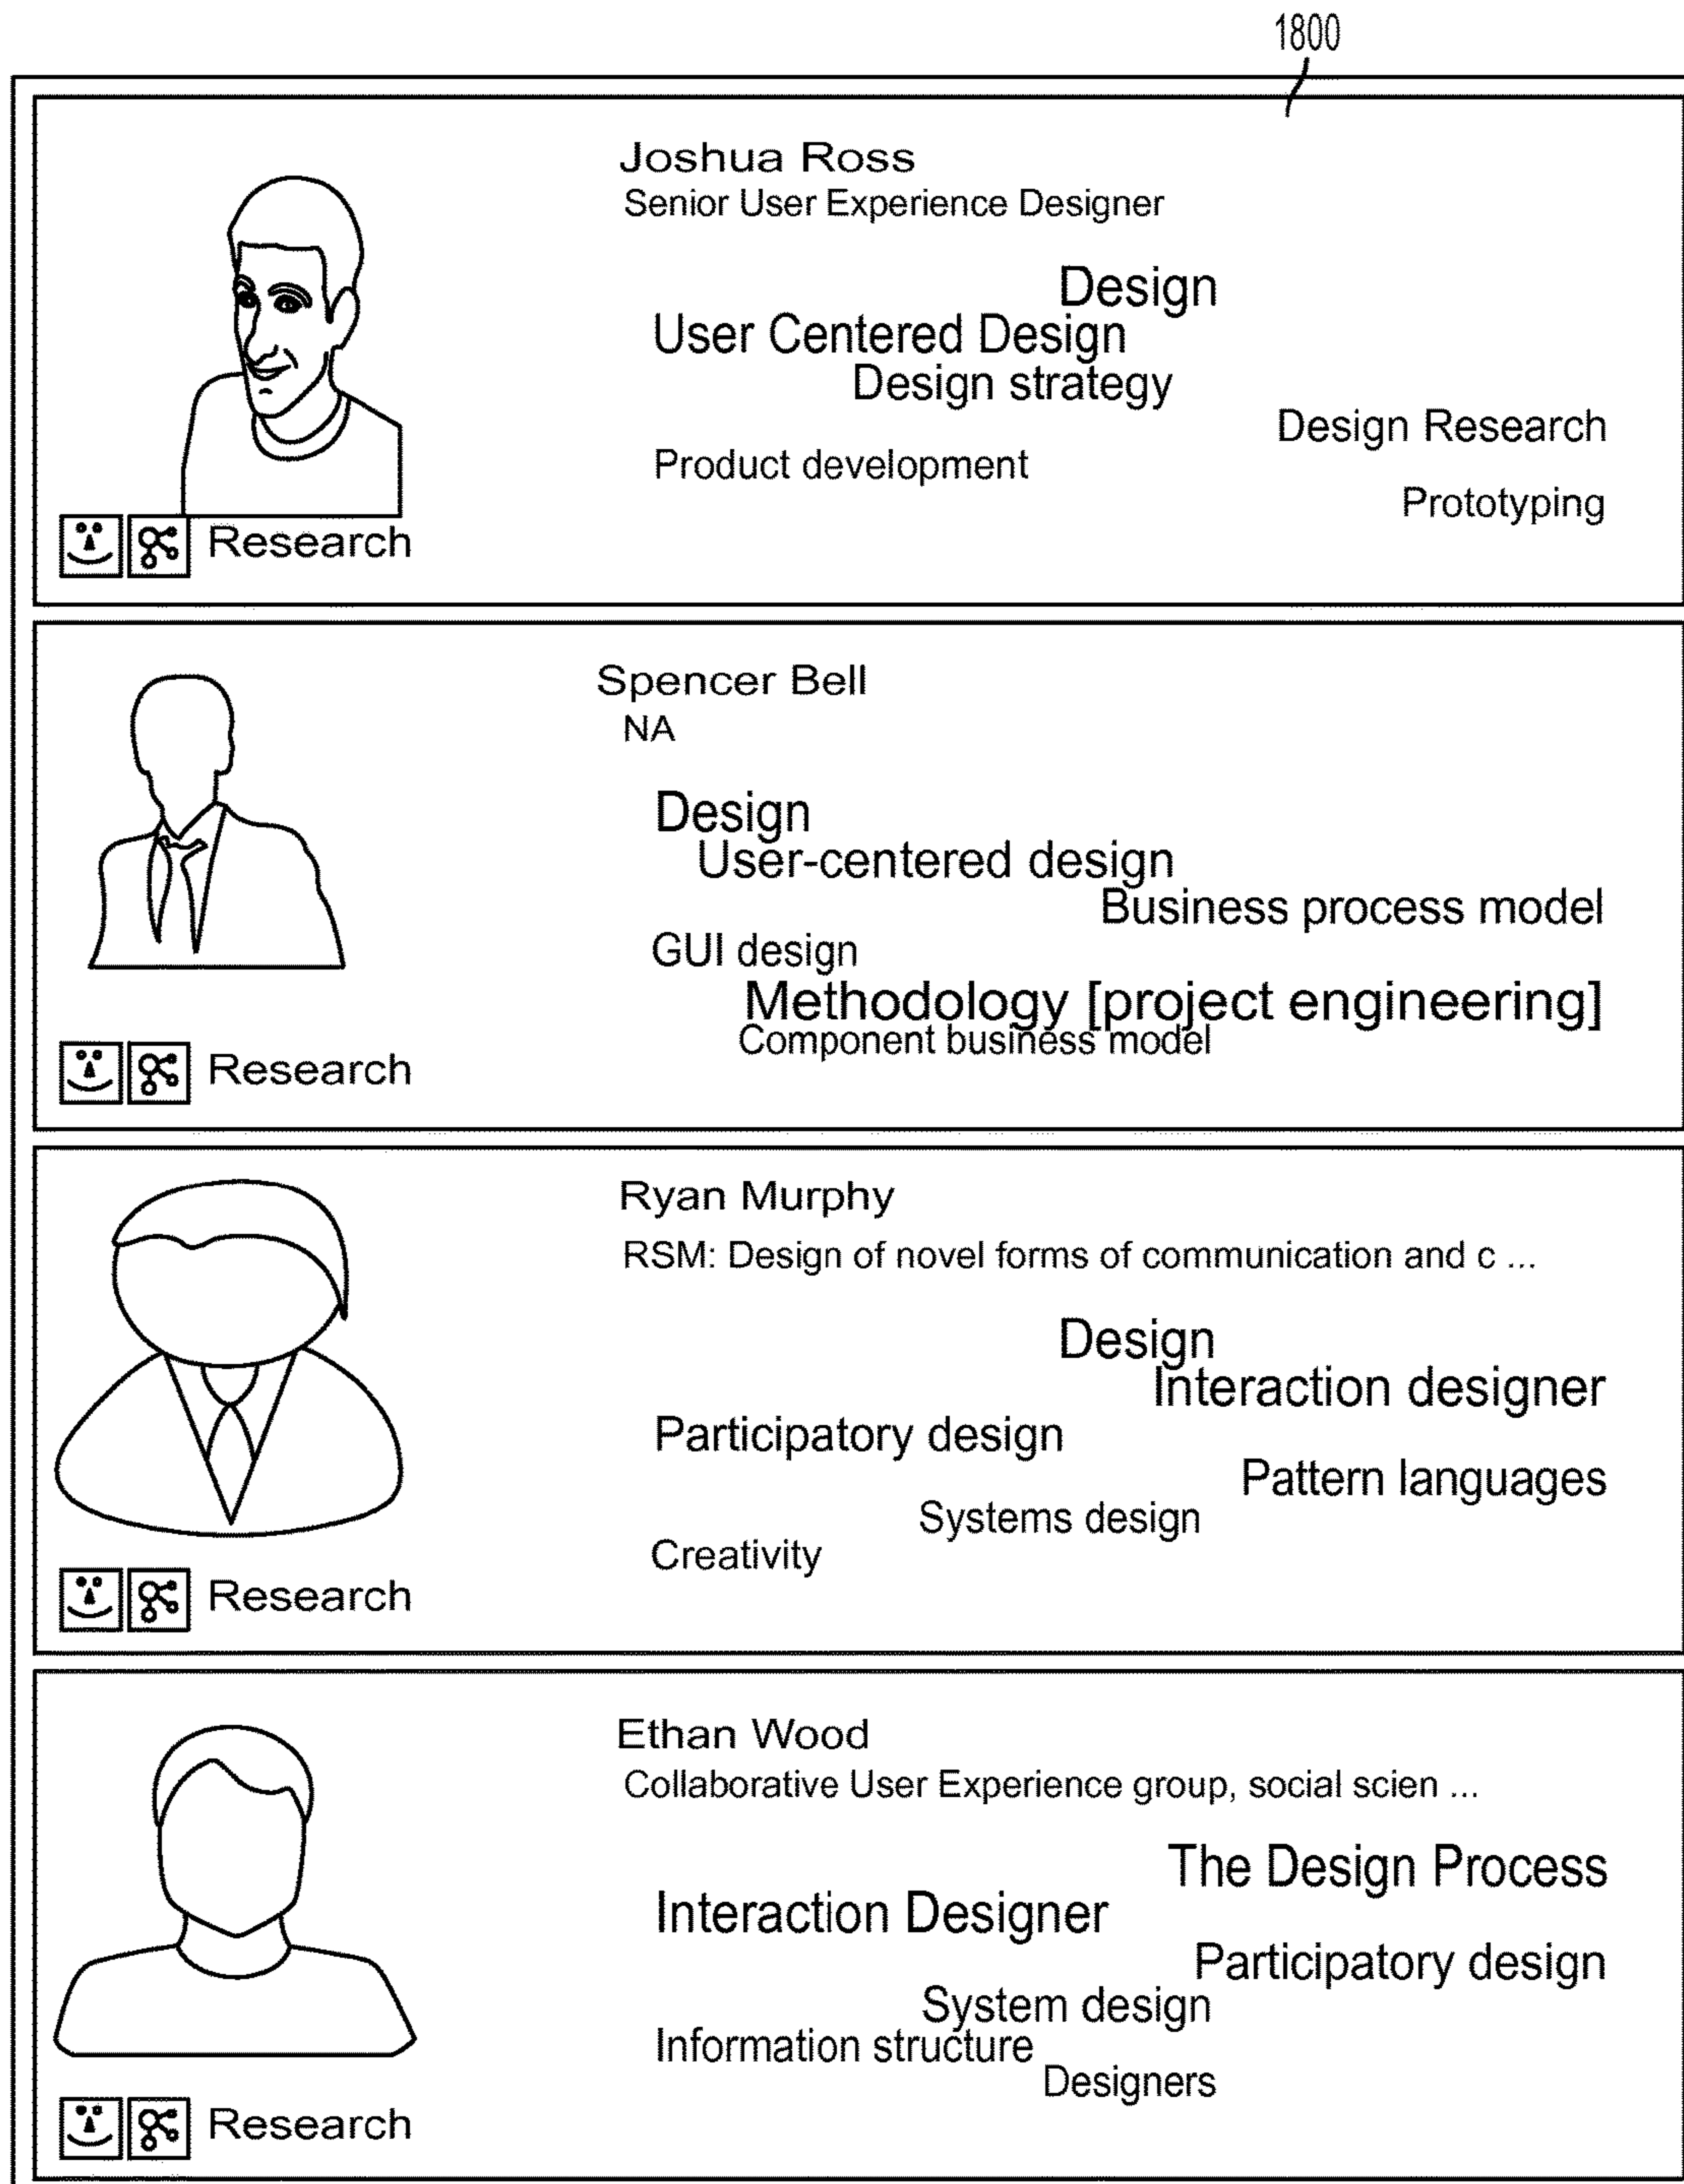 1800
Joshua Ross
Senior User Experience Designer
Design
User Centered Design
Design strategy
Design Research
Product development
Prototyping
Research
Spencer Bell
NA
Design
User-centered design
Business process model
GUI design
Methodology [project engineering]
Component business model
Research
Ryan Murphy
RSM: Design of novel forms of communication and c ...
Design
Interaction designer
Participatory design
Pattern languages
Systems design
Creativity
Research
Ethan Wood
Collaborative User Experience group, social scien ...
The Design Process
Interaction Designer
Participatory design
System design
Information structure
Designers
Research